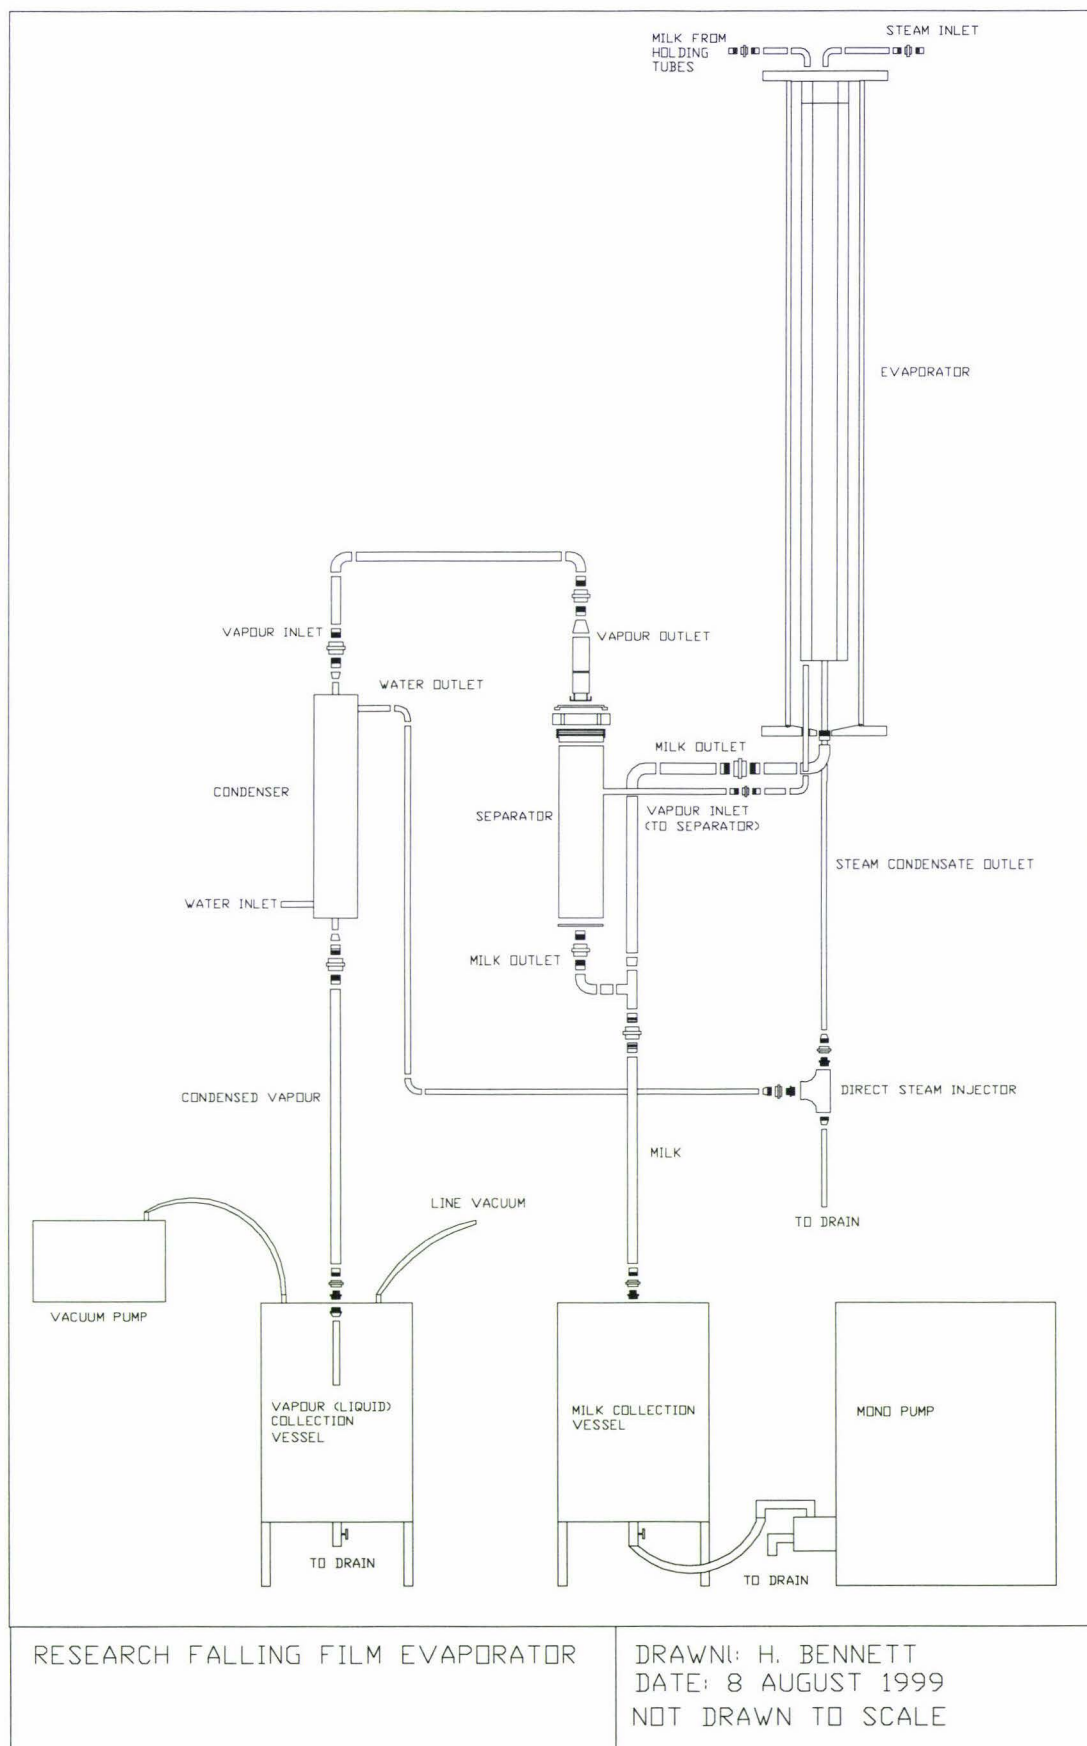 STEAM INLET
MILK FROM
HOLDING
TUBES
EVAPORATOR
VAPOUR INLET
VAPOUR OUTLET
WATER OUTLET
MILK OUTLET
CONDENSER
SEPARATOR
VAPOUR INLET
(TO SEPARATOR)
STEAM CONDENSATE OUTLET
WATER INLET
MILK OUTLET
CONDENSED VAPOUR
DIRECT STEAM INJECTOR
MILK
LINE VACUUM
TO DRAIN
VACUUM PUMP
VAPOUR (LIQUID)
COLLECTION
VESSEL
MILK COLLECTION
VESSEL
MONO PUMP
TO DRAIN
TO DRAIN
RESEARCH FALLING FILM EVAPORATOR
DRAWN: H. BENNETT
DATE: 8 AUGUST 1999
NOT DRAWN TO SCALE